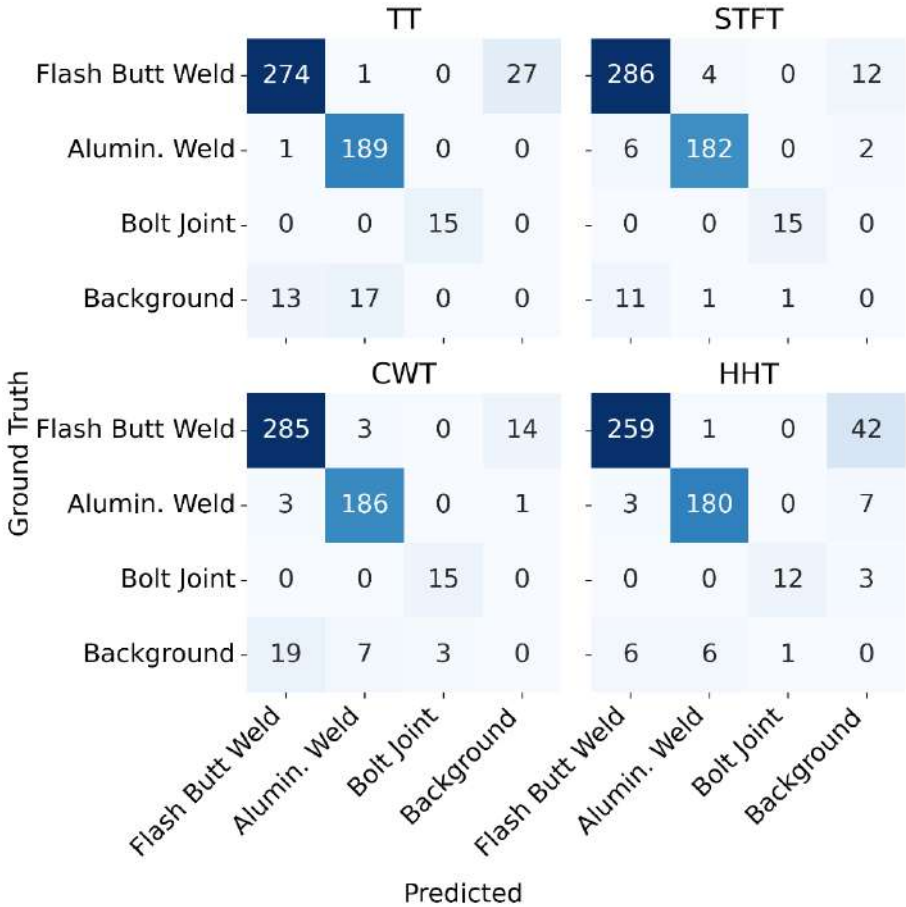 TT STFT
Flash Butt Weld 274 1 0 27 286 4 0 12
Alumin. Weld 1 189 0 0 6 182 0 2
Bolt Joint 0 0 15 0 0 0 15 0
Background 13 17 0 0 11 1 1 0
CWT HHT
Ground Truth
Flash Butt Weld 285 3 0 14 259 1 0 42
Alumin. Weld 3 186 0 1 3 180 0 7
Bolt Joint 0 0 15 0 0 0 12 3
Background 19 7 3 0 6 6 1 0
Flash Butt Weld Alumin. Weld Bolt Joint Background Flash Butt Weld Alumin. Weld Bolt Joint Background
Predicted